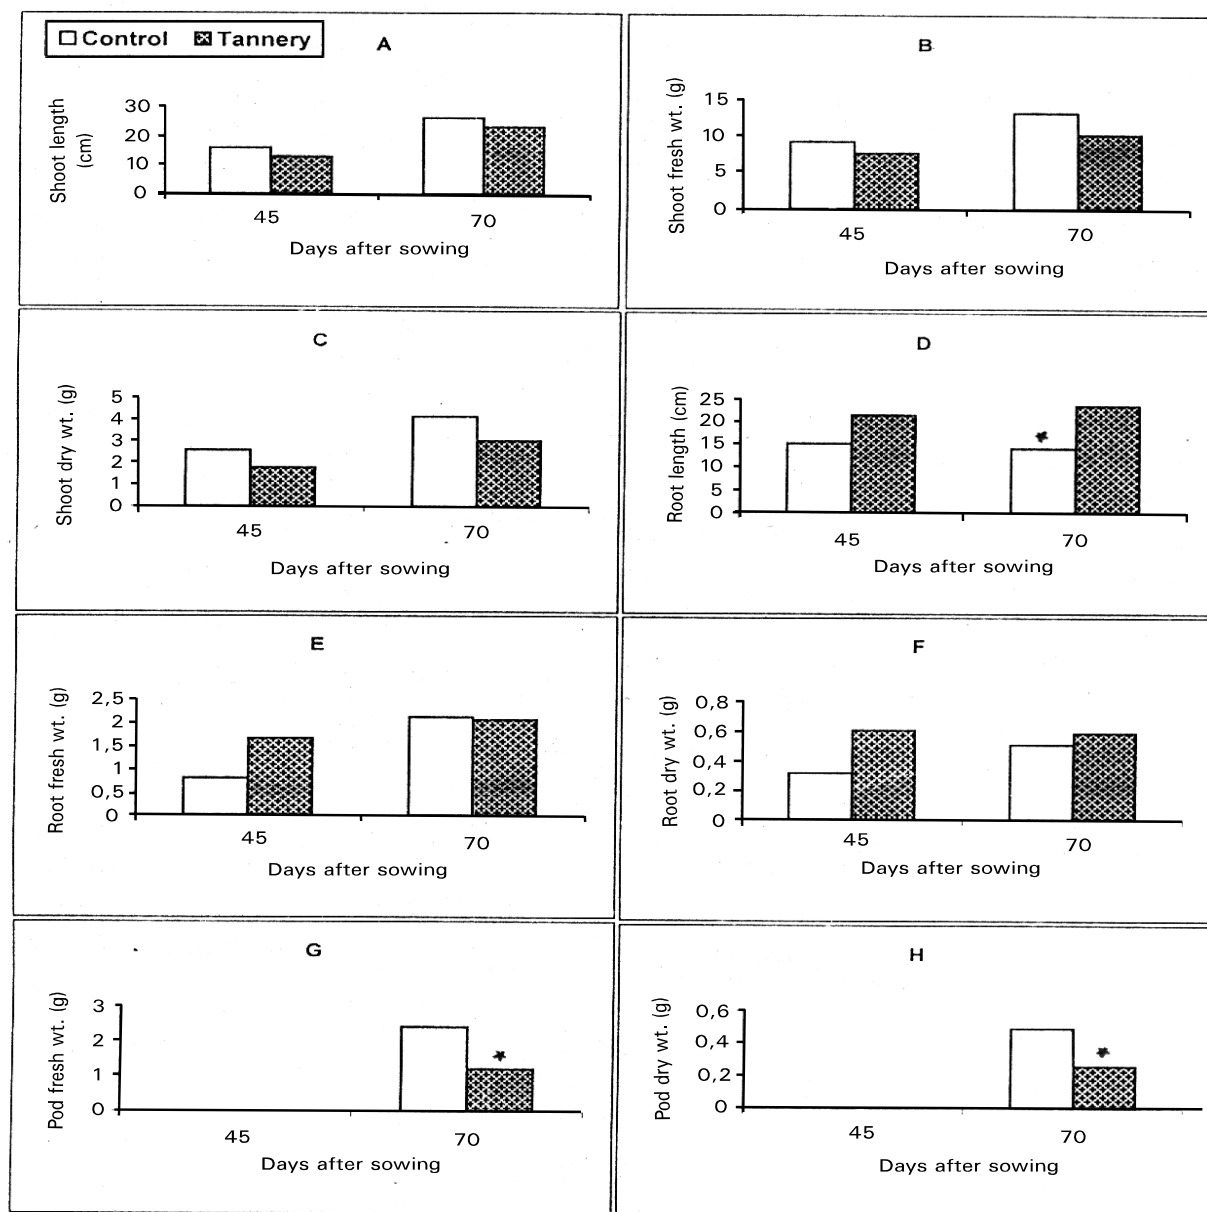 Control Tannery
A
Shoot length
(cm)
30
20
10
0
45 70
Days after sowing
B
Shoot fresh wt. (g)
15
10
5
0
45 70
Days after sowing
C
Shoot dry wt. (g)
5
4
3
2
1
0
45 70
Days after sowing
D
Root length (cm)
25
20
15
10
5
0
*
45 70
Days after sowing
E
Root fresh wt. (g)
2,5
2
1,5
1
0,5
0
45 70
Days after sowing
F
Root dry wt. (g)
0,8
0,6
0,4
0,2
0
45 70
Days after sowing
G
Pod fresh wt. (g)
3
2
1
0
*
45 70
Days after sowing
H
Pod dry wt. (g)
0,6
0,4
0,2
0
*
45 70
Days after sowing